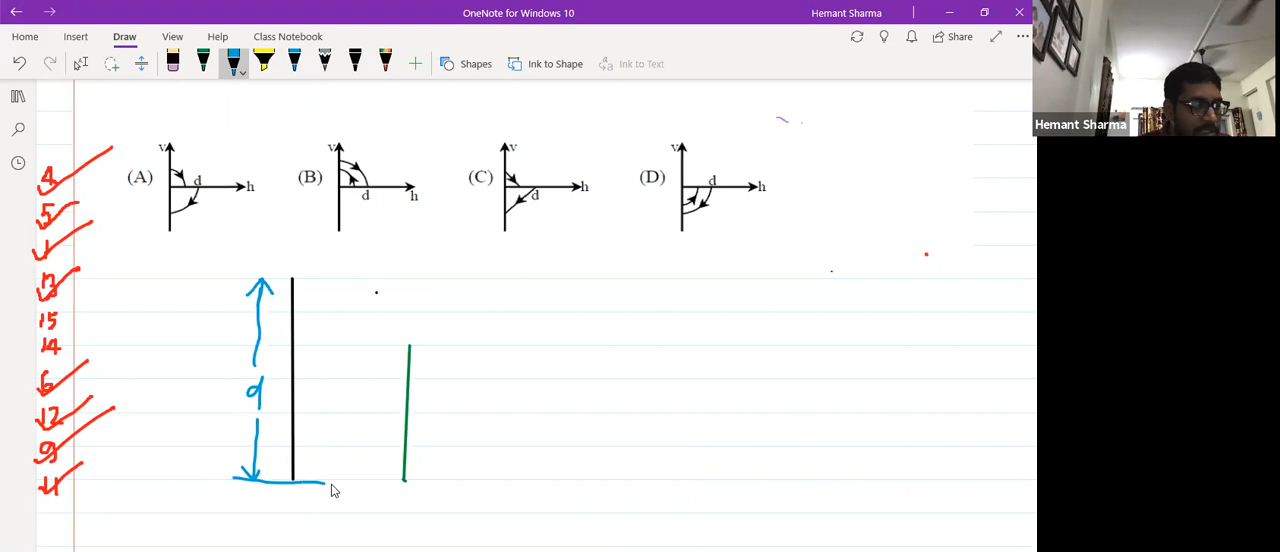 OneNote for Windows 10
Hemant Sharma
Home Insert Draw View Help Class Notebook
Share
Shapes Ink to Shape Ink to Text
Hemant Sharma
(A) v d h
(B) v d h
(C) v d h
(D) v d h
4
5
1
13
15
14
6
12
9
d